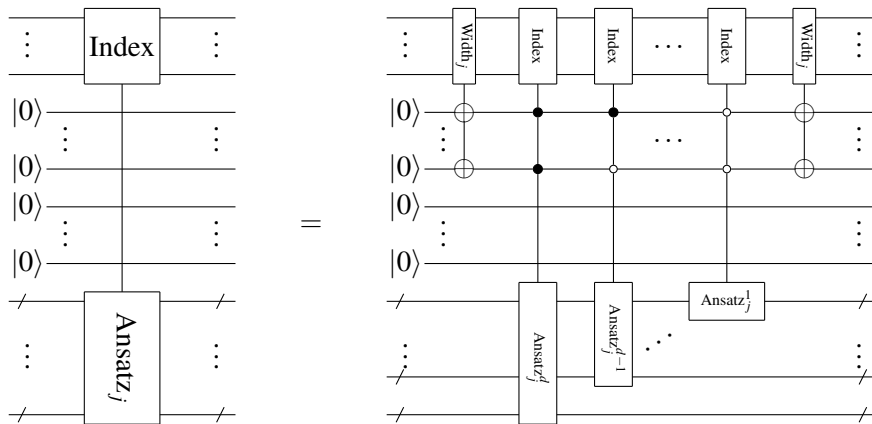 Index
|0⟩
|0⟩
|0⟩
|0⟩
Ansatz_j
=
Width_j
Index
Index
Index
Width_j
|0⟩
|0⟩
|0⟩
|0⟩
Ansatz_j^d
Ansatz_j^{d−1}
Ansatz_j^1